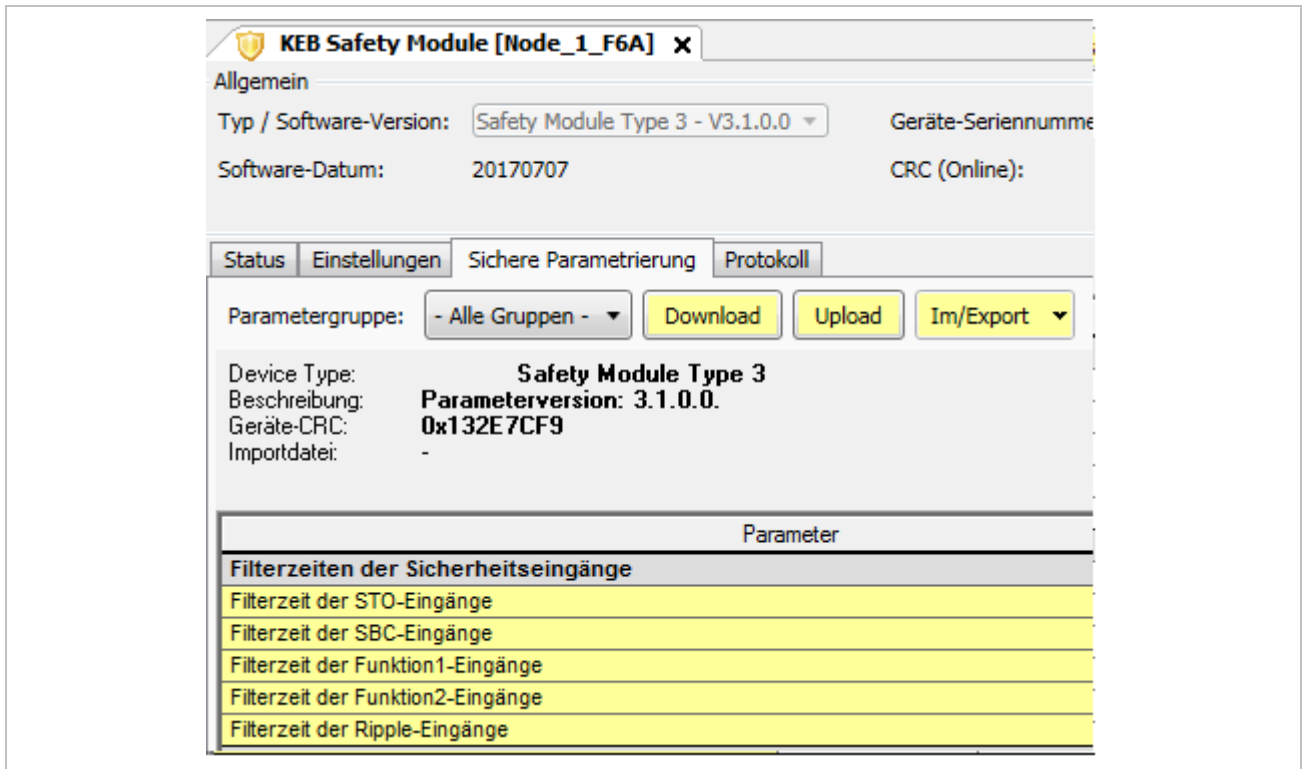 KEB Safety Module [Node_1_F6A] x
Allgemein
Typ / Software-Version: Safety Module Type 3 - V3.1.0.0 Geräte-Seriennumme
Software-Datum: 20170707 CRC (Online):
Status Einstellungen Sichere Parametrierung Protokoll
Parametergruppe: - Alle Gruppen - Download Upload Im/Export
Device Type: Safety Module Type 3
Beschreibung: Parameterversion: 3.1.0.0.
Geräte-CRC: 0x132E7CF9
Importdatei: -
Parameter
Filterzeiten der Sicherheitseingänge
Filterzeit der STO-Eingänge
Filterzeit der SBC-Eingänge
Filterzeit der Funktion1-Eingänge
Filterzeit der Funktion2-Eingänge
Filterzeit der Ripple-Eingänge